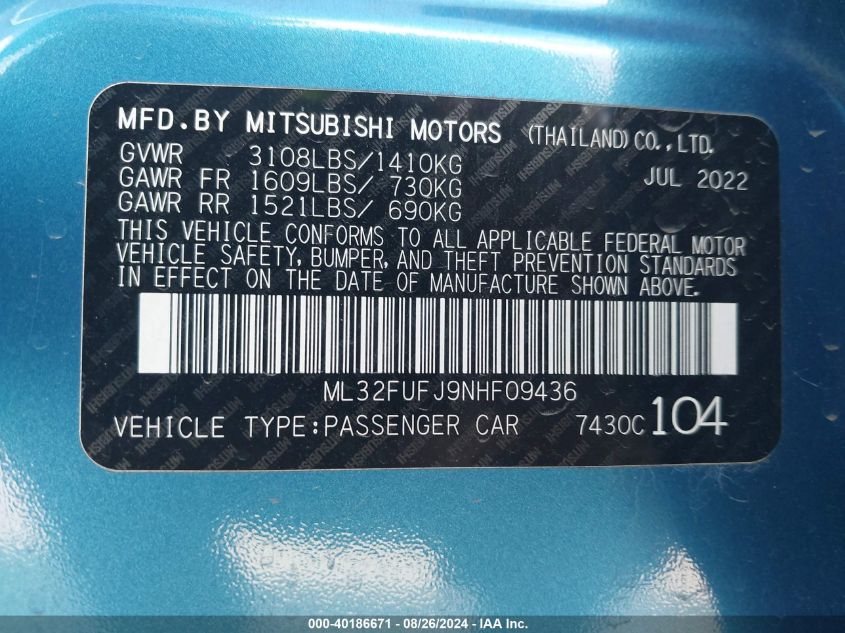 MFD.BY MITSUBISHI MOTORS (THAILAND)CO.,LTD.
GVWR 3108LBS/1410KG JUL 2022
GAWR FR 1609LBS/ 730KG
GAWR RR 1521LBS/ 690KG
THIS VEHICLE CONFORMS TO ALL APPLICABLE FEDERAL MOTOR
VEHICLE SAFETY, BUMPER, AND THEFT PREVENTION STANDARDS
IN EFFECT ON THE DATE OF MANUFACTURE SHOWN ABOVE.
ML32FUFJ9NHF09436
VEHICLE TYPE:PASSENGER CAR 7430C 104
000-40186671 - 08/26/2024 - IAA Inc.